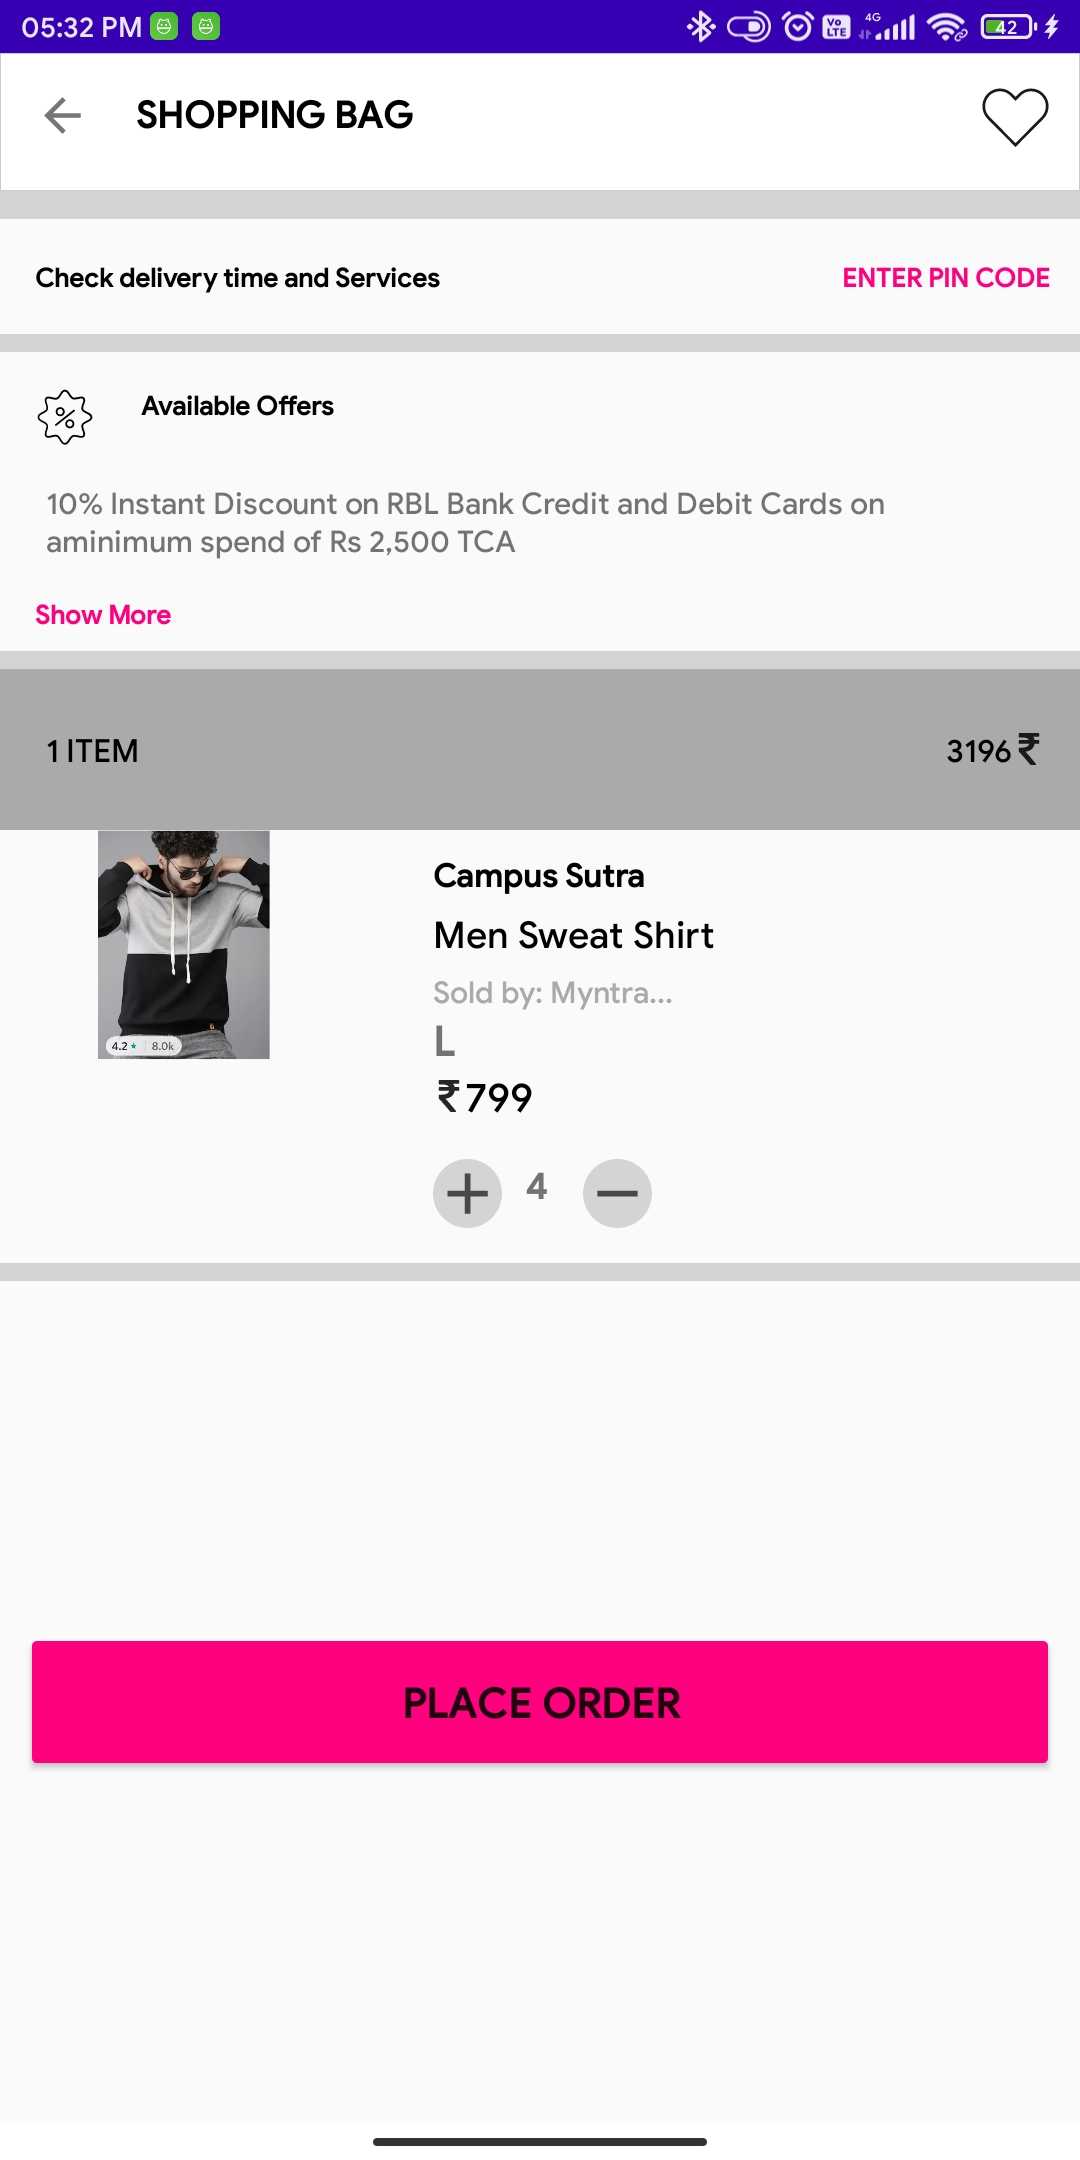 05:32 PM
4G
Vo
LTE
42
SHOPPING BAG
Check delivery time and Services
ENTER PIN CODE
Available Offers
10% Instant Discount on RBL Bank Credit and Debit Cards on
aminimum spend of Rs 2,500 TCA
Show More
1 ITEM
3196 ₹
Campus Sutra
Men Sweat Shirt
Sold by: Myntra...
L
₹799
4.2 ★ | 8.0k
4
PLACE ORDER